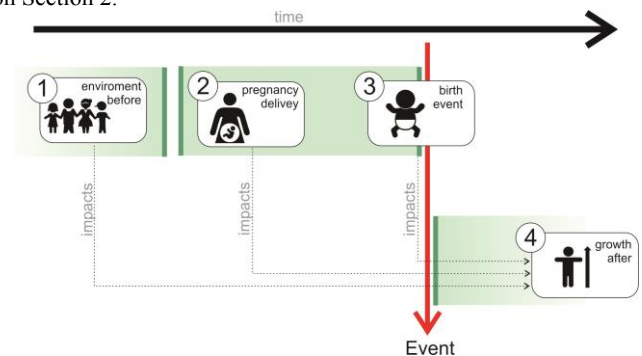 on Section 2.
time
1
enviroment
before
2
pregnancy
delivey
3
birth
event
impacts
impacts
impacts
4
growth
after
Event